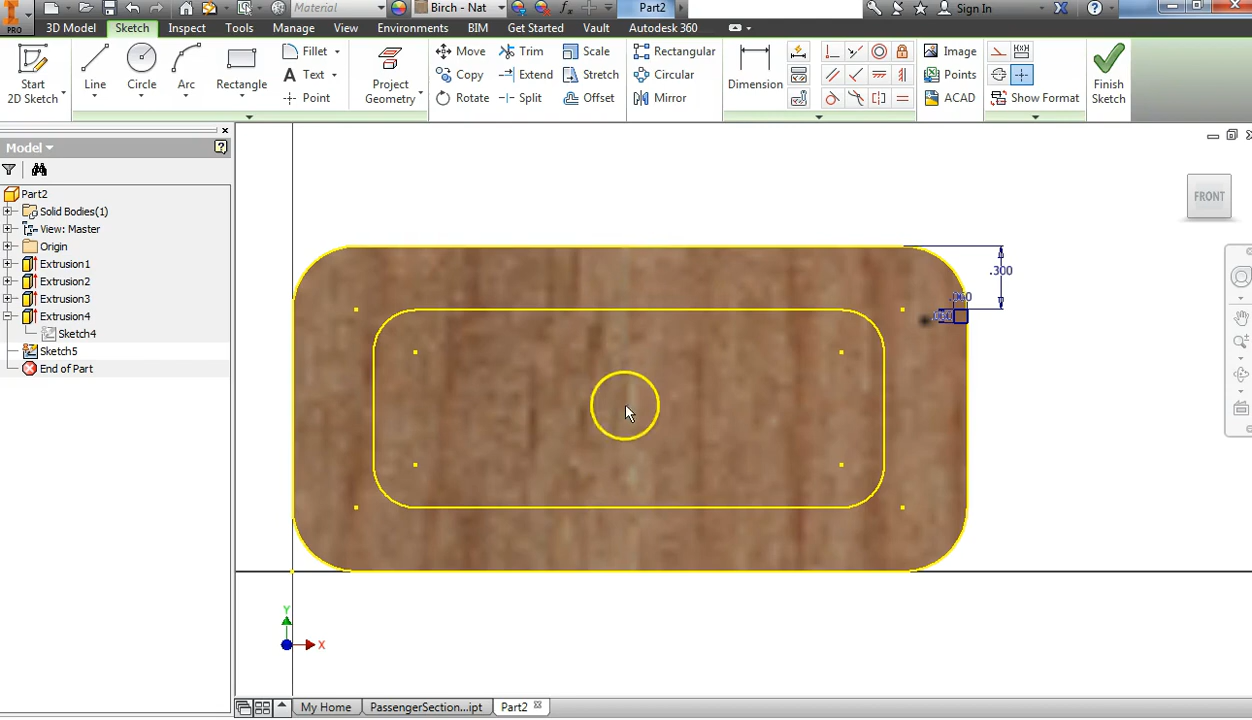 Material
Birch - Nat
Part2
Sign In
PRO
3D Model
Sketch
Inspect
Tools
Manage
View
Environments
BIM
Get Started
Vault
Autodesk 360
Start
2D Sketch
Line
Circle
Arc
Rectangle
Fillet
Text
Point
Project
Geometry
Move
Copy
Rotate
Trim
Extend
Split
Scale
Stretch
Offset
Rectangular
Circular
Mirror
Dimension
Image
Points
ACAD
Show Format
Finish
Sketch
Model
Part2
Solid Bodies(1)
View: Master
Origin
Extrusion1
Extrusion2
Extrusion3
Extrusion4
Sketch4
Sketch5
End of Part
FRONT
.300
.060
Y
X
My Home
PassengerSection...ipt
Part2